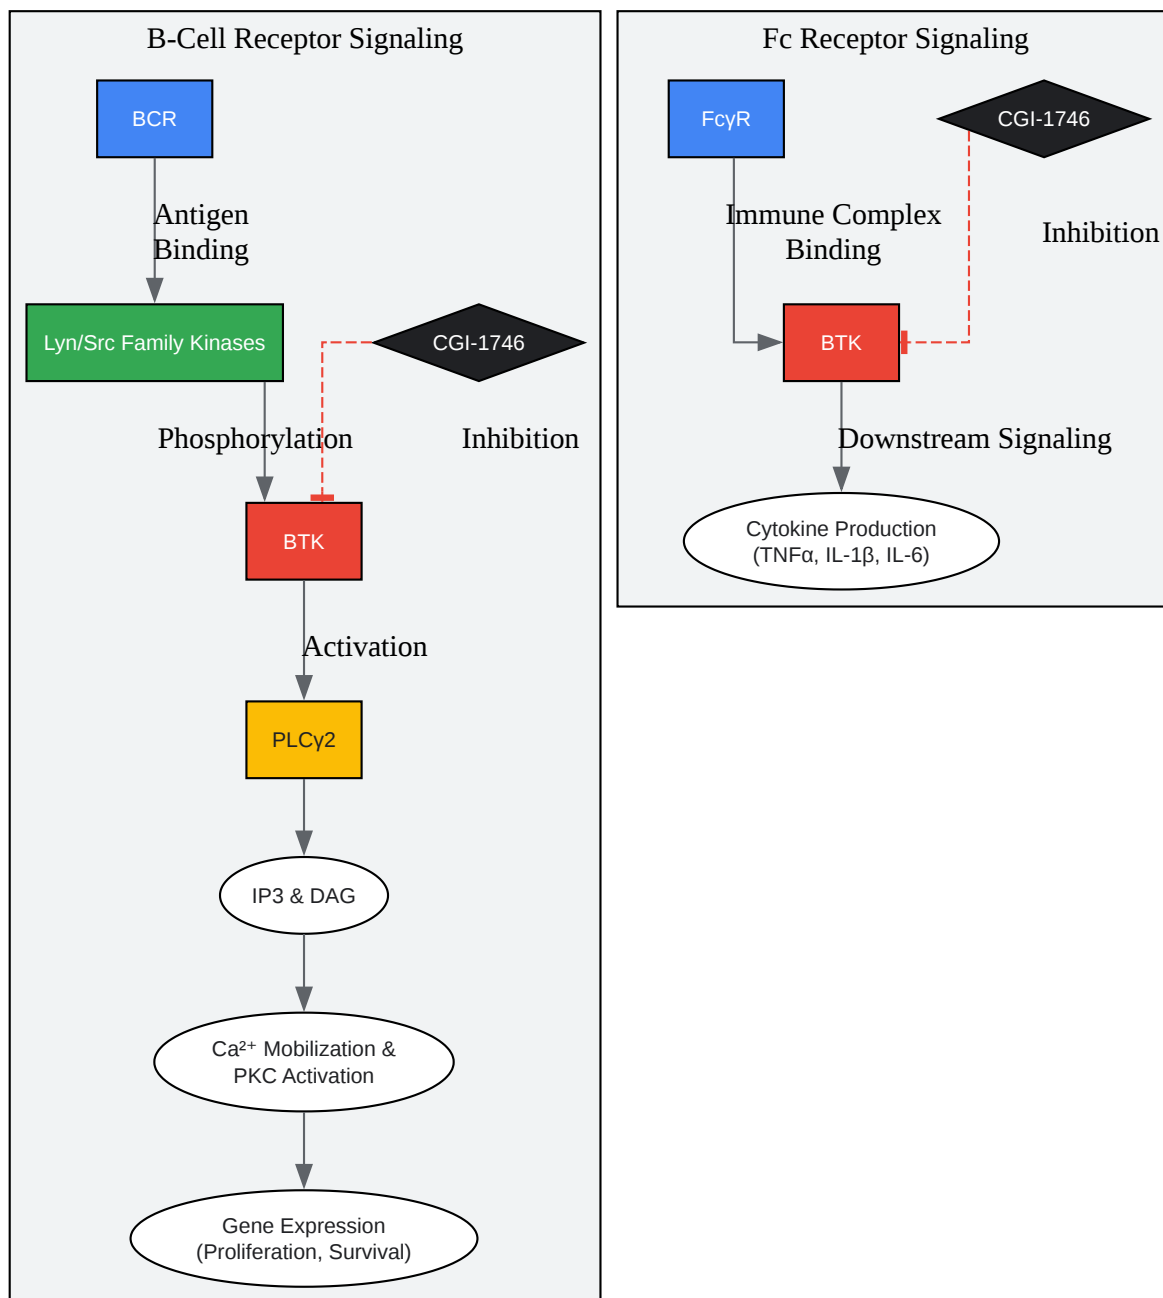 B-Cell Receptor Signaling
BCR
Antigen
Binding
Lyn/Src Family Kinases
CGI-1746
Phosphorylation
Inhibition
BTK
Activation
PLCγ2
IP3 & DAG
Ca²⁺ Mobilization &
PKC Activation
Gene Expression
(Proliferation, Survival)
Fc Receptor Signaling
FcγR
CGI-1746
Immune Complex
Binding
Inhibition
BTK
Downstream Signaling
Cytokine Production
(TNFα, IL-1β, IL-6)